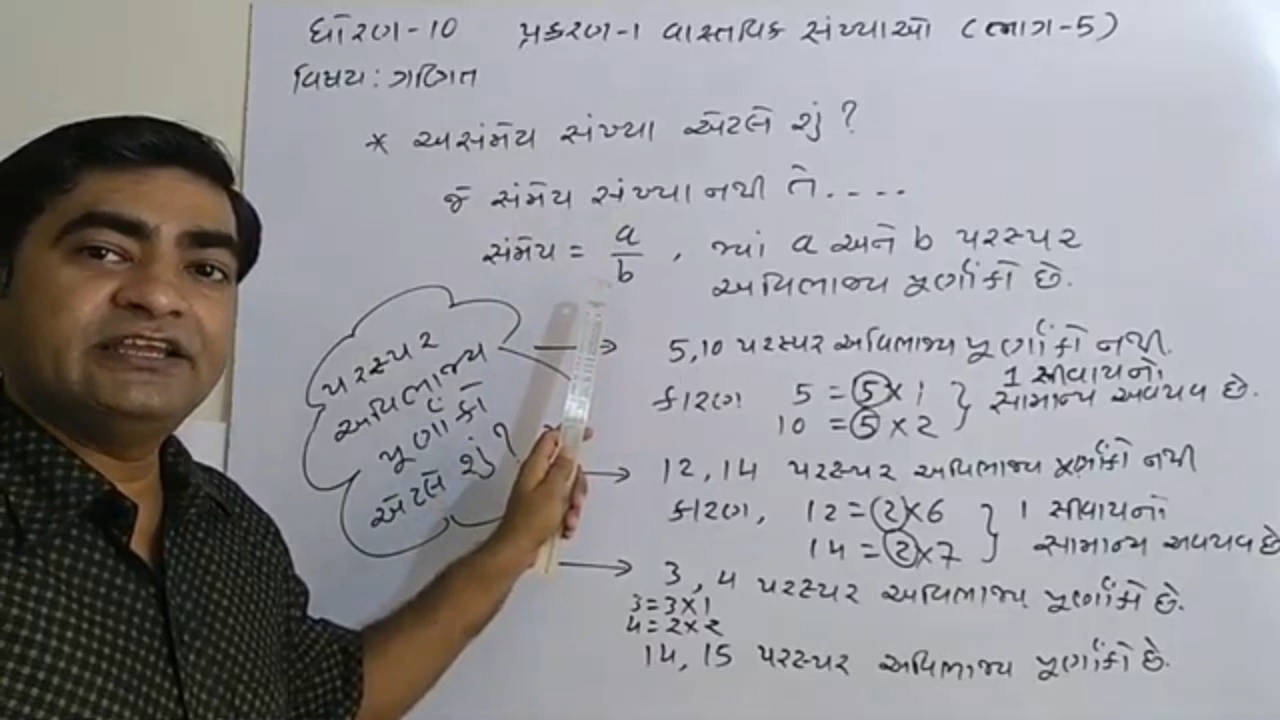 ધોરણ-10 પ્રકરણ-1 વાસ્તવિક સંખ્યાઓ (ભાગ-5)
વિષય: ગણિત
* અસંમેય સંખ્યા એટલે શું?
જે સંમેય સંખ્યા નથી તે....
સંમેય = a/b , જ્યાં a અને b પરસ્પર
અવિભાજ્ય પૂર્ણાંકો છે.
પરસ્પર
અવિભાજ્ય
પૂર્ણાંકો
એટલે શું?
→ 5,10 પરસ્પર અવિભાજ્ય પૂર્ણાંકો નથી.
કારણ 5 = 5 × 1 } 1 સીવાયનો
10 = 5 × 2 સામાન્ય અવયવ છે.
→ 12,14 પરસ્પર અવિભાજ્ય પૂર્ણાંકો નથી
કારણ, 12 = 2 × 6 } 1 સીવાયનો
14 = 2 × 7 સામાન્ય અવયવ છે
→ 3,4 પરસ્પર અવિભાજ્ય પૂર્ણાંકો છે.
3 = 3 × 1
4 = 2 × 2
14, 15 પરસ્પર અવિભાજ્ય પૂર્ણાંકો છે.